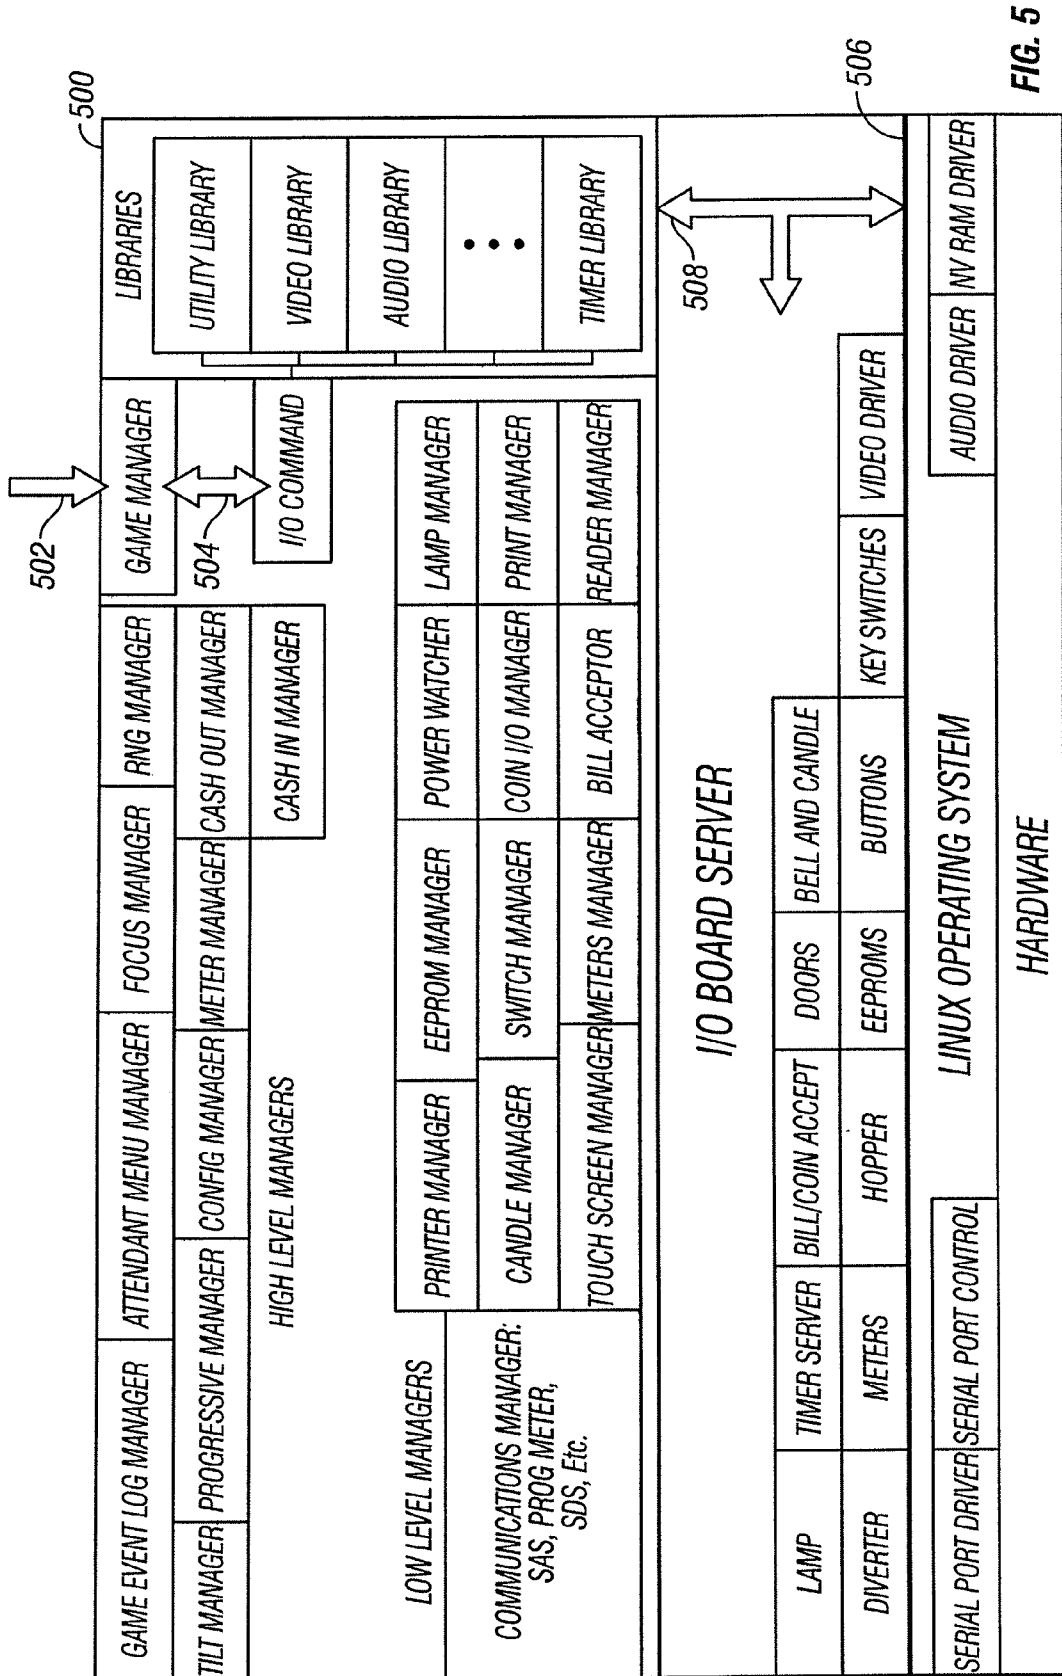 500
502
GAME EVENT LOG MANAGER
ATTENDANT MENU MANAGER
FOCUS MANAGER
RNG MANAGER
GAME MANAGER
LIBRARIES
TILT MANAGER
PROGRESSIVE MANAGER
CONFIG MANAGER
METER MANAGER
CASH OUT MANAGER
504
UTILITY LIBRARY
HIGH LEVEL MANAGERS
CASH IN MANAGER
I/O COMMAND
VIDEO LIBRARY
AUDIO LIBRARY
TIMER LIBRARY
LOW LEVEL MANAGERS
PRINTER MANAGER
EEPROM MANAGER
POWER WATCHER
LAMP MANAGER
COMMUNICATIONS MANAGER:
SAS, PROG METER,
SDS, Etc.
CANDLE MANAGER
SWITCH MANAGER
COIN I/O MANAGER
PRINT MANAGER
TOUCH SCREEN MANAGER
METERS MANAGER
BILL ACCEPTOR
READER MANAGER
I/O BOARD SERVER
508
LAMP
TIMER SERVER
BILL/COIN ACCEPT
DOORS
BELL AND CANDLE
DIVERTER
METERS
HOPPER
EEPROMS
BUTTONS
KEY SWITCHES
VIDEO DRIVER
506
SERIAL PORT DRIVER
SERIAL PORT CONTROL
LINUX OPERATING SYSTEM
AUDIO DRIVER
NV RAM DRIVER
HARDWARE
FIG. 5